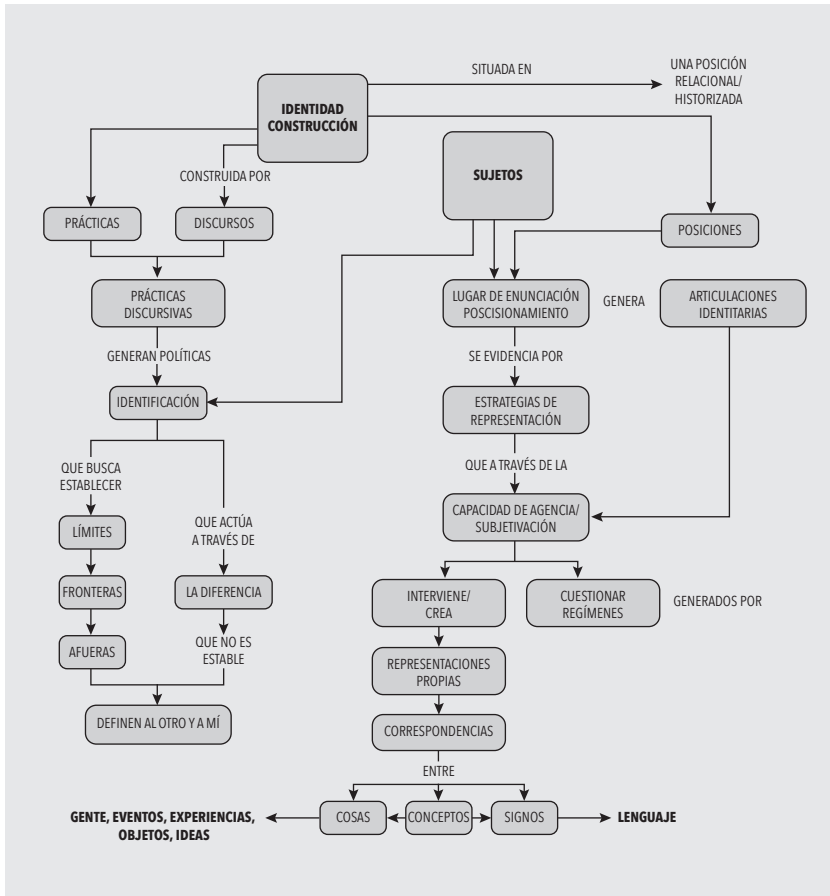 SITUADA EN
UNA POSICIÓN
RELACIONAL/
HISTORIZADA
IDENTIDAD
CONSTRUCCIÓN
CONSTRUIDA POR
SUJETOS
PRÁCTICAS
DISCURSOS
POSICIONES
PRÁCTICAS
DISCURSIVAS
LUGAR DE ENUNCIACIÓN
POSCISIONAMIENTO
GENERA
ARTICULACIONES
IDENTITARIAS
GENERAN POLÍTICAS
SE EVIDENCIA POR
IDENTIFICACIÓN
ESTRATEGIAS DE
REPRESENTACIÓN
QUE BUSCA
ESTABLECER
QUE A TRAVÉS DE LA
LÍMITES
QUE ACTÚA
A TRAVÉS DE
CAPACIDAD DE AGENCIA/
SUBJETIVACIÓN
FRONTERAS
LA DIFERENCIA
INTERVIENE/
CREA
CUESTIONAR
REGÍMENES
GENERADOS POR
AFUERAS
QUE NO ES
ESTABLE
REPRESENTACIONES
PROPIAS
DEFINEN AL OTRO Y A MÍ
CORRESPONDENCIAS
ENTRE
GENTE, EVENTOS, EXPERIENCIAS,
OBJETOS, IDEAS
COSAS
CONCEPTOS
SIGNOS
LENGUAJE